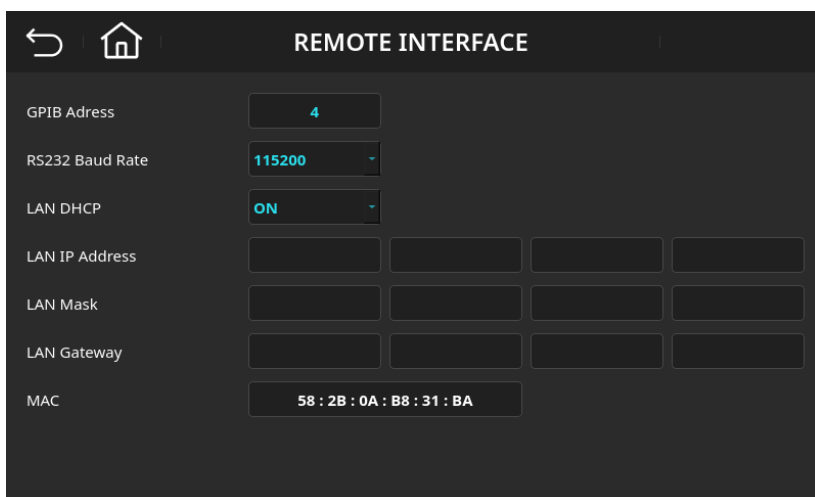 REMOTE INTERFACE
GPIB Adress 4
RS232 Baud Rate 115200
LAN DHCP ON
LAN IP Address
LAN Mask
LAN Gateway
MAC 58 : 2B : 0A : B8 : 31 : BA